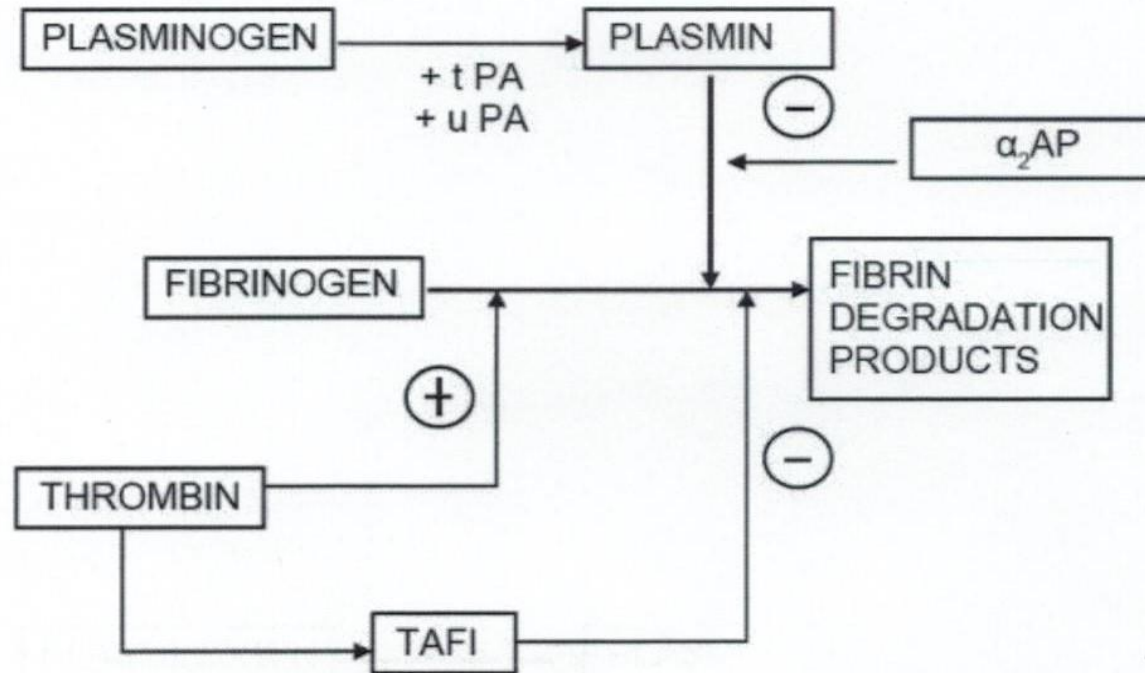 PLASMINOGEN
PLASMIN
+ t PA
+ u PA
−
α₂AP
FIBRINOGEN
FIBRIN
DEGRADATION
PRODUCTS
+
−
THROMBIN
TAFI